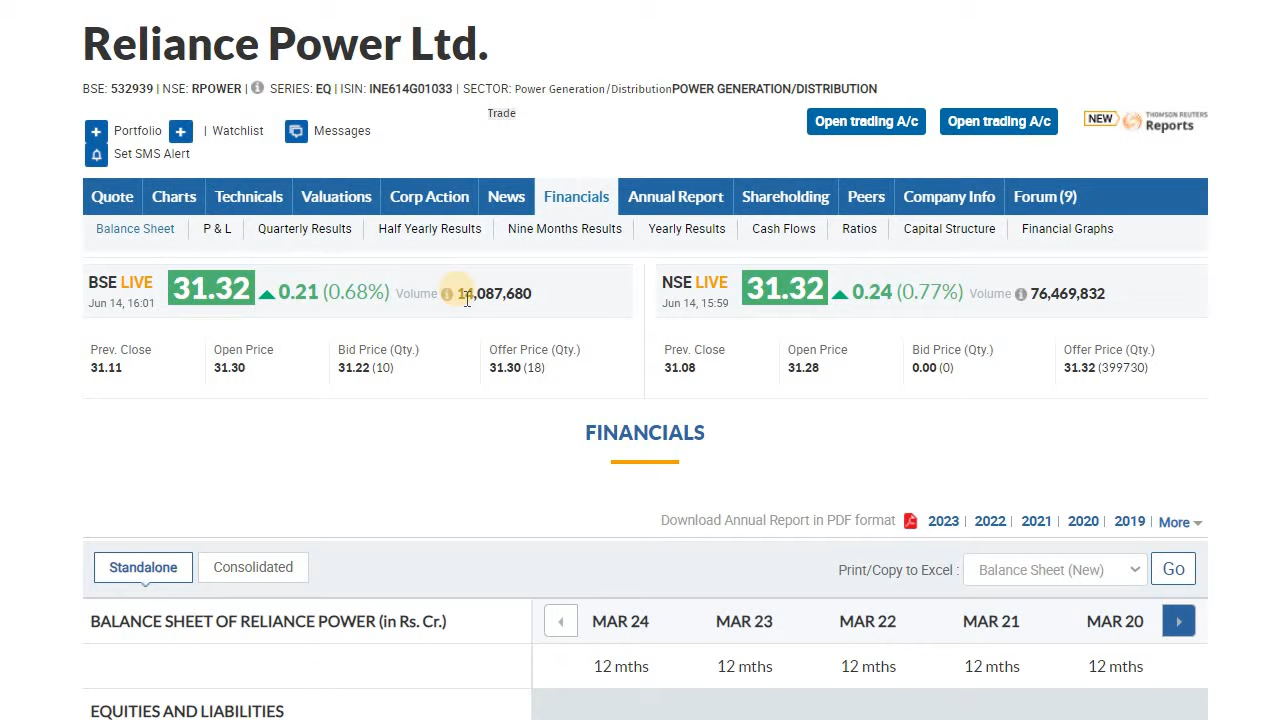 Reliance Power Ltd.
BSE: 532939 | NSE: RPOWER | SERIES: EQ | ISIN: INE614G01033 | SECTOR: Power Generation/DistributionPOWER GENERATION/DISTRIBUTION
Trade
Portfolio | Watchlist Messages
Set SMS Alert
Open trading A/c Open trading A/c NEW THOMSON REUTERS
Reports
Quote Charts Technicals Valuations Corp Action News Financials Annual Report Shareholding Peers Company Info Forum (9)
Balance Sheet P & L Quarterly Results Half Yearly Results Nine Months Results Yearly Results Cash Flows Ratios Capital Structure Financial Graphs
BSE LIVE 31.32 0.21 (0.68%) Volume 14,087,680
Jun 14, 16:01
NSE LIVE 31.32 0.24 (0.77%) Volume 76,469,832
Jun 14, 15:59
Prev. Close Open Price Bid Price (Qty.) Offer Price (Qty.) Prev. Close Open Price Bid Price (Qty.) Offer Price (Qty.)
31.11 31.30 31.22 (10) 31.30 (18) 31.08 31.28 0.00 (0) 31.32 (399730)
FINANCIALS
Download Annual Report in PDF format 2023 | 2022 | 2021 | 2020 | 2019 | More
Standalone Consolidated Print/Copy to Excel : Balance Sheet (New) Go
BALANCE SHEET OF RELIANCE POWER (in Rs. Cr.) MAR 24 MAR 23 MAR 22 MAR 21 MAR 20
12 mths 12 mths 12 mths 12 mths 12 mths
EQUITIES AND LIABILITIES